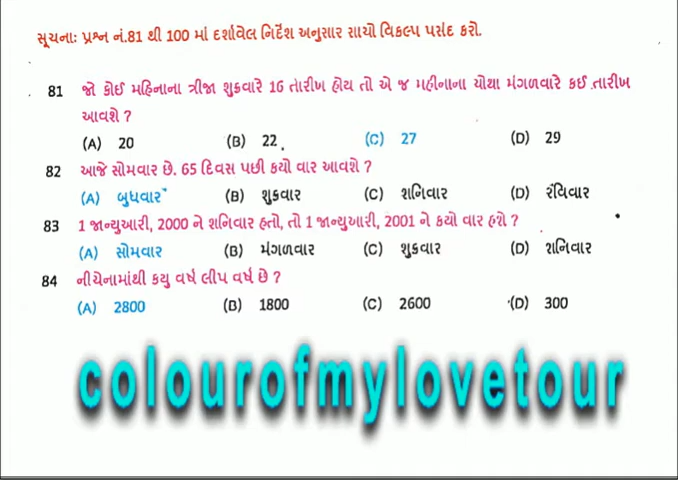 સૂચનાઃ પ્રશ્ન નં.81 થી 100 માં દર્શાવેલ નિર્દેશ અનુસાર સાચો વિકલ્પ પસંદ કરો.
81 જો કોઈ મહિનાના ત્રીજા શુક્રવારે 16 તારીખ હોય તો એ જ મહીનાના ચોથા મંગળવારે કઈ તારીખ
આવશે ?
(A) 20 (B) 22 (C) 27 (D) 29
82 આજે સોમવાર છે. 65 દિવસ પછી કયો વાર આવશે ?
(A) બુધવાર (B) શુક્રવાર (C) શનિવાર (D) રવિવાર
83 1 જાન્યુઆરી, 2000 ને શનિવાર હતો, તો 1 જાન્યુઆરી, 2001 ને કયો વાર હશે ?
(A) સોમવાર (B) મંગળવાર (C) શુક્રવાર (D) શનિવાર
84 નીચેનામાંથી કયુ વર્ષ લીપ વર્ષ છે ?
(A) 2800 (B) 1800 (C) 2600 (D) 300
colourofmylovetour